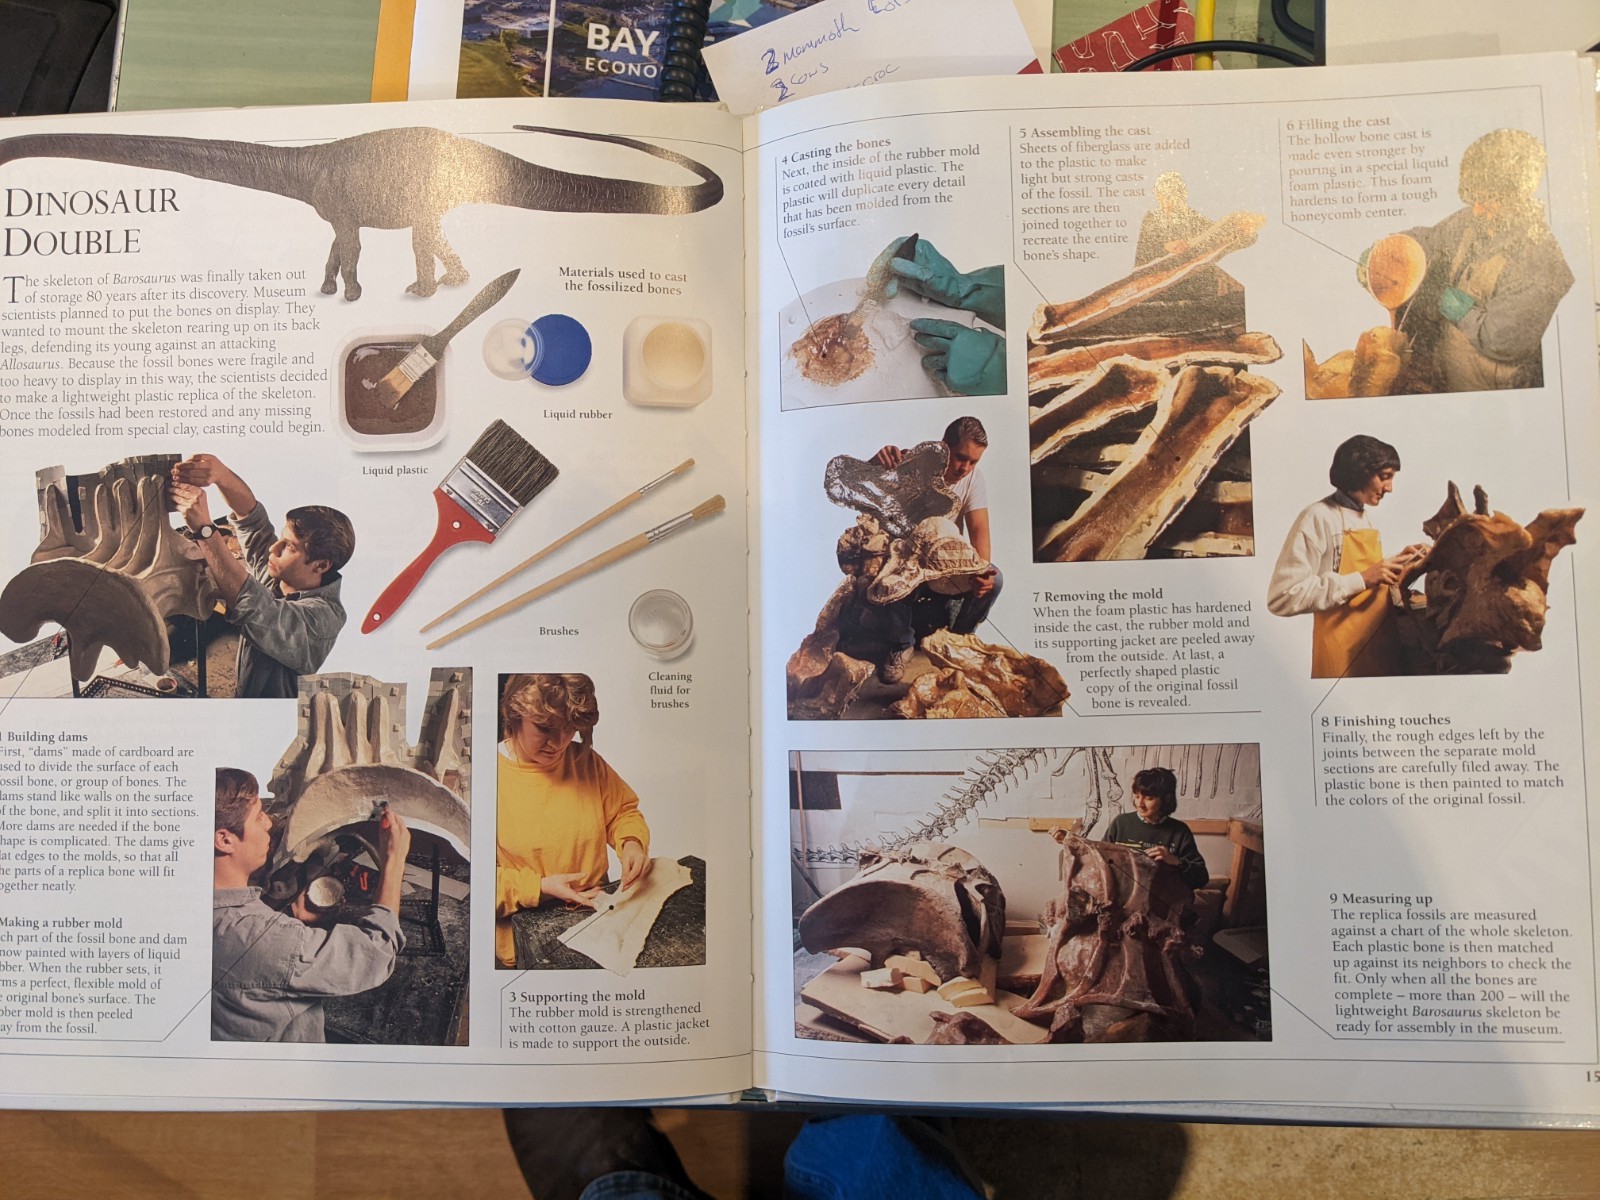 BAY
ECONO
2 Mammoth
2 Cows
DINOSAUR
DOUBLE
The skeleton of Barosaurus was finally taken out
of storage 80 years after its discovery. Museum
scientists planned to put the bones on display. They
wanted to mount the skeleton rearing up on its back
legs, defending its young against an attacking
Allosaurus. Because the fossil bones were fragile and
too heavy to display in this way, the scientists decided
to make a lightweight plastic replica of the skeleton.
Once the fossils had been restored and any missing
bones modeled from special clay, casting could begin.
Materials used to cast
the fossilized bones
Liquid rubber
Liquid plastic
Brushes
Cleaning
fluid for
brushes
1 Building dams
First, “dams” made of cardboard are
used to divide the surface of each
fossil bone, or group of bones. The
dams stand like walls on the surface
of the bone, and split it into sections.
More dams are needed if the bone
shape is complicated. The dams give
flat edges to the molds, so that all
the parts of a replica bone will fit
together neatly.
Making a rubber mold
ch part of the fossil bone and dam
now painted with layers of liquid
bber. When the rubber sets, it
rms a perfect, flexible mold of
e original bone's surface. The
bber mold is then peeled
ay from the fossil.
3 Supporting the mold
The rubber mold is strengthened
with cotton gauze. A plastic jacket
is made to support the outside.
4 Casting the bones
Next, the inside of the rubber mold
is coated with liquid plastic. The
plastic will duplicate every detail
that has been molded from the
fossil's surface.
5 Assembling the cast
Sheets of fiberglass are added
to the plastic to make
light but strong casts
of the fossil. The cast
sections are then
joined together to
recreate the entire
bone's shape.
6 Filling the cast
The hollow bone cast is
made even stronger by
pouring in a special liquid
foam plastic. This foam
hardens to form a tough
honeycomb center.
7 Removing the mold
When the foam plastic has hardened
inside the cast, the rubber mold and
its supporting jacket are peeled away
from the outside. At last, a
perfectly shaped plastic
copy of the original fossil
bone is revealed.
8 Finishing touches
Finally, the rough edges left by the
joints between the separate mold
sections are carefully filed away. The
plastic bone is then painted to match
the colors of the original fossil.
9 Measuring up
The replica fossils are measured
against a chart of the whole skeleton.
Each plastic bone is then matched
up against its neighbors to check the
fit. Only when all the bones are
complete – more than 200 – will the
lightweight Barosaurus skeleton be
ready for assembly in the museum.
15